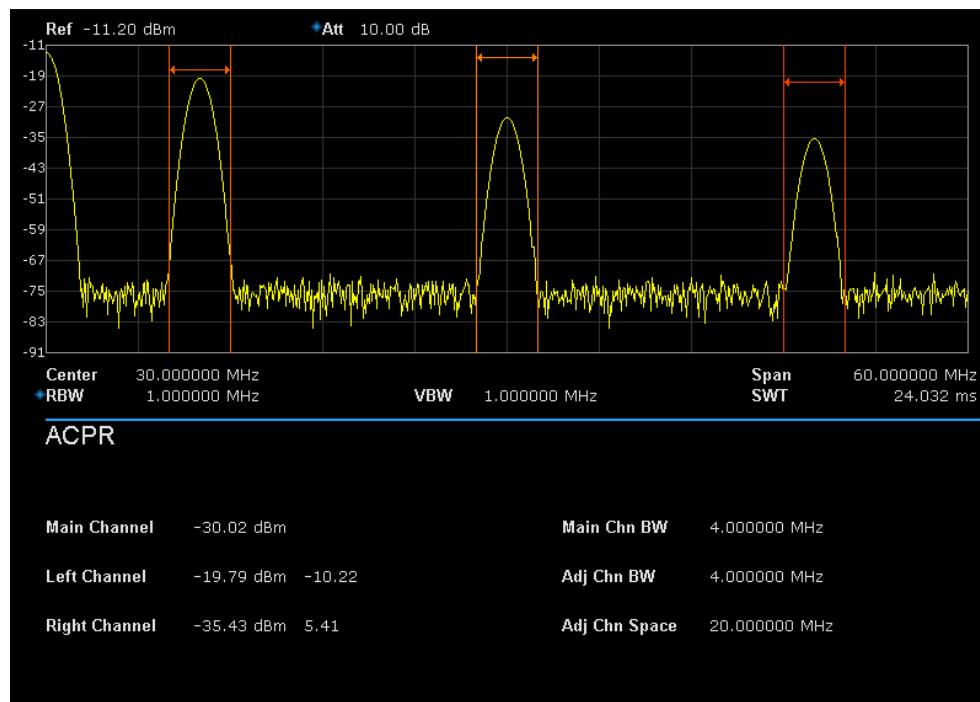 Ref -11.20 dBm Att 10.00 dB
-11
-19
-27
-35
-43
-51
-59
-67
-75
-83
-91
Center 30.000000 MHz Span 60.000000 MHz
RBW 1.000000 MHz VBW 1.000000 MHz SWT 24.032 ms
ACPR
Main Channel -30.02 dBm Main Chn BW 4.000000 MHz
Left Channel -19.79 dBm -10.22 Adj Chn BW 4.000000 MHz
Right Channel -35.43 dBm 5.41 Adj Chn Space 20.000000 MHz